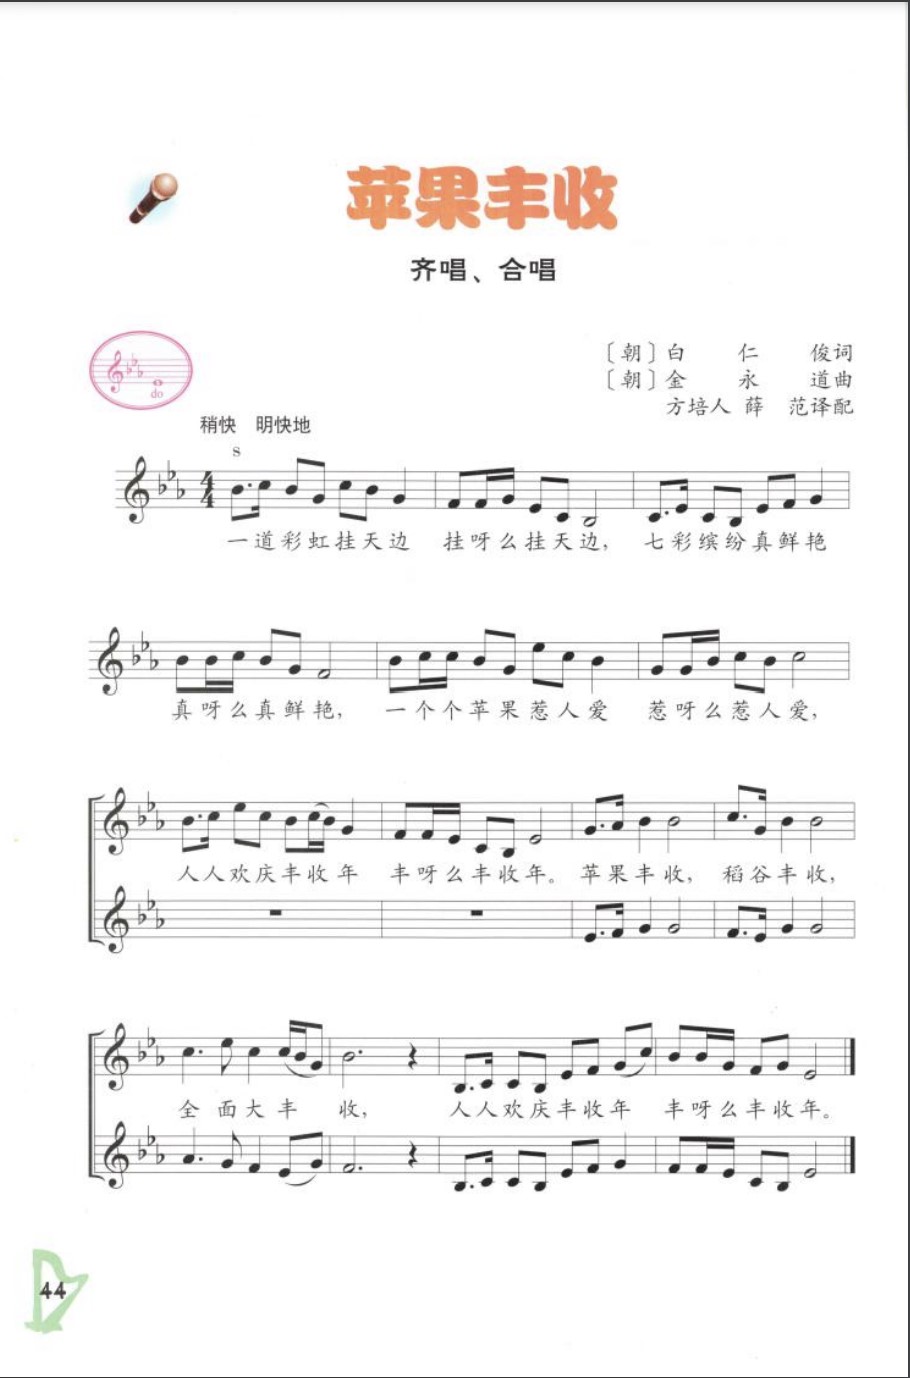 苹果丰收
齐唱、合唱
do
〔朝〕白 仁 俊词
〔朝〕金 永 道曲
方培人 薛 范译配
稍快 明快地
s
4
4
一道彩虹挂天边 挂呀么挂天边, 七彩缤纷真鲜艳
真呀么真鲜艳, 一个个苹果惹人爱 惹呀么惹人爱,
人人欢庆丰收年 丰呀么丰收年。苹果丰收, 稻谷丰收,
全面大丰 收, 人人欢庆丰收年 丰呀么丰收年。
44